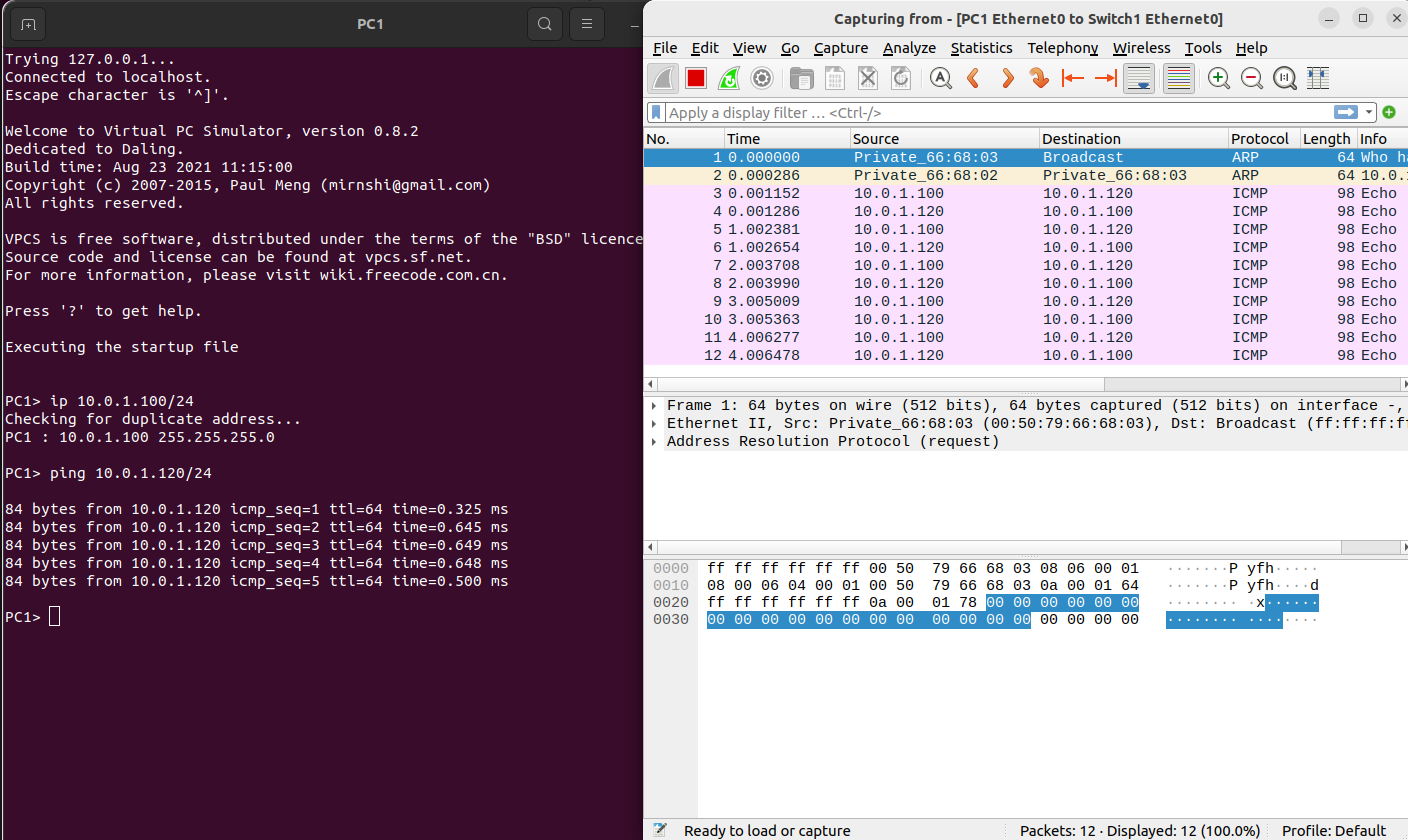 PC1
Trying 127.0.0.1...
Connected to localhost.
Escape character is '^]'.
Welcome to Virtual PC Simulator, version 0.8.2
Dedicated to Daling.
Build time: Aug 23 2021 11:15:00
Copyright (c) 2007-2015, Paul Meng (mirnshi@gmail.com)
All rights reserved.
VPCS is free software, distributed under the terms of the "BSD" licence
Source code and license can be found at vpcs.sf.net.
For more information, please visit wiki.freecode.com.cn.
Press '?' to get help.
Executing the startup file
PC1> ip 10.0.1.100/24
Checking for duplicate address...
PC1 : 10.0.1.100 255.255.255.0
PC1> ping 10.0.1.120/24
84 bytes from 10.0.1.120 icmp_seq=1 ttl=64 time=0.325 ms
84 bytes from 10.0.1.120 icmp_seq=2 ttl=64 time=0.645 ms
84 bytes from 10.0.1.120 icmp_seq=3 ttl=64 time=0.649 ms
84 bytes from 10.0.1.120 icmp_seq=4 ttl=64 time=0.648 ms
84 bytes from 10.0.1.120 icmp_seq=5 ttl=64 time=0.500 ms
PC1>
Capturing from - [PC1 Ethernet0 to Switch1 Ethernet0]
File Edit View Go Capture Analyze Statistics Telephony Wireless Tools Help
Apply a display filter … <Ctrl-/>
No. Time Source Destination Protocol Length Info
1 0.000000 Private_66:68:03 Broadcast ARP 64 Who ha
2 0.000286 Private_66:68:02 Private_66:68:03 ARP 64 10.0.1
3 0.001152 10.0.1.100 10.0.1.120 ICMP 98 Echo
4 0.001286 10.0.1.120 10.0.1.100 ICMP 98 Echo
5 1.002381 10.0.1.100 10.0.1.120 ICMP 98 Echo
6 1.002654 10.0.1.120 10.0.1.100 ICMP 98 Echo
7 2.003708 10.0.1.100 10.0.1.120 ICMP 98 Echo
8 2.003990 10.0.1.120 10.0.1.100 ICMP 98 Echo
9 3.005009 10.0.1.100 10.0.1.120 ICMP 98 Echo
10 3.005363 10.0.1.120 10.0.1.100 ICMP 98 Echo
11 4.006277 10.0.1.100 10.0.1.120 ICMP 98 Echo
12 4.006478 10.0.1.120 10.0.1.100 ICMP 98 Echo
Frame 1: 64 bytes on wire (512 bits), 64 bytes captured (512 bits) on interface -,
Ethernet II, Src: Private_66:68:03 (00:50:79:66:68:03), Dst: Broadcast (ff:ff:ff:ff
Address Resolution Protocol (request)
0000 ff ff ff ff ff ff 00 50 79 66 68 03 08 06 00 01 ·······P yfh·····
0010 08 00 06 04 00 01 00 50 79 66 68 03 0a 00 01 64 ·······P yfh····d
0020 ff ff ff ff ff ff 0a 00 01 78 00 00 00 00 00 00 ········ ·x······
0030 00 00 00 00 00 00 00 00 00 00 00 00 00 00 00 00 ········ ········
Ready to load or capture
Packets: 12 · Displayed: 12 (100.0%)
Profile: Default